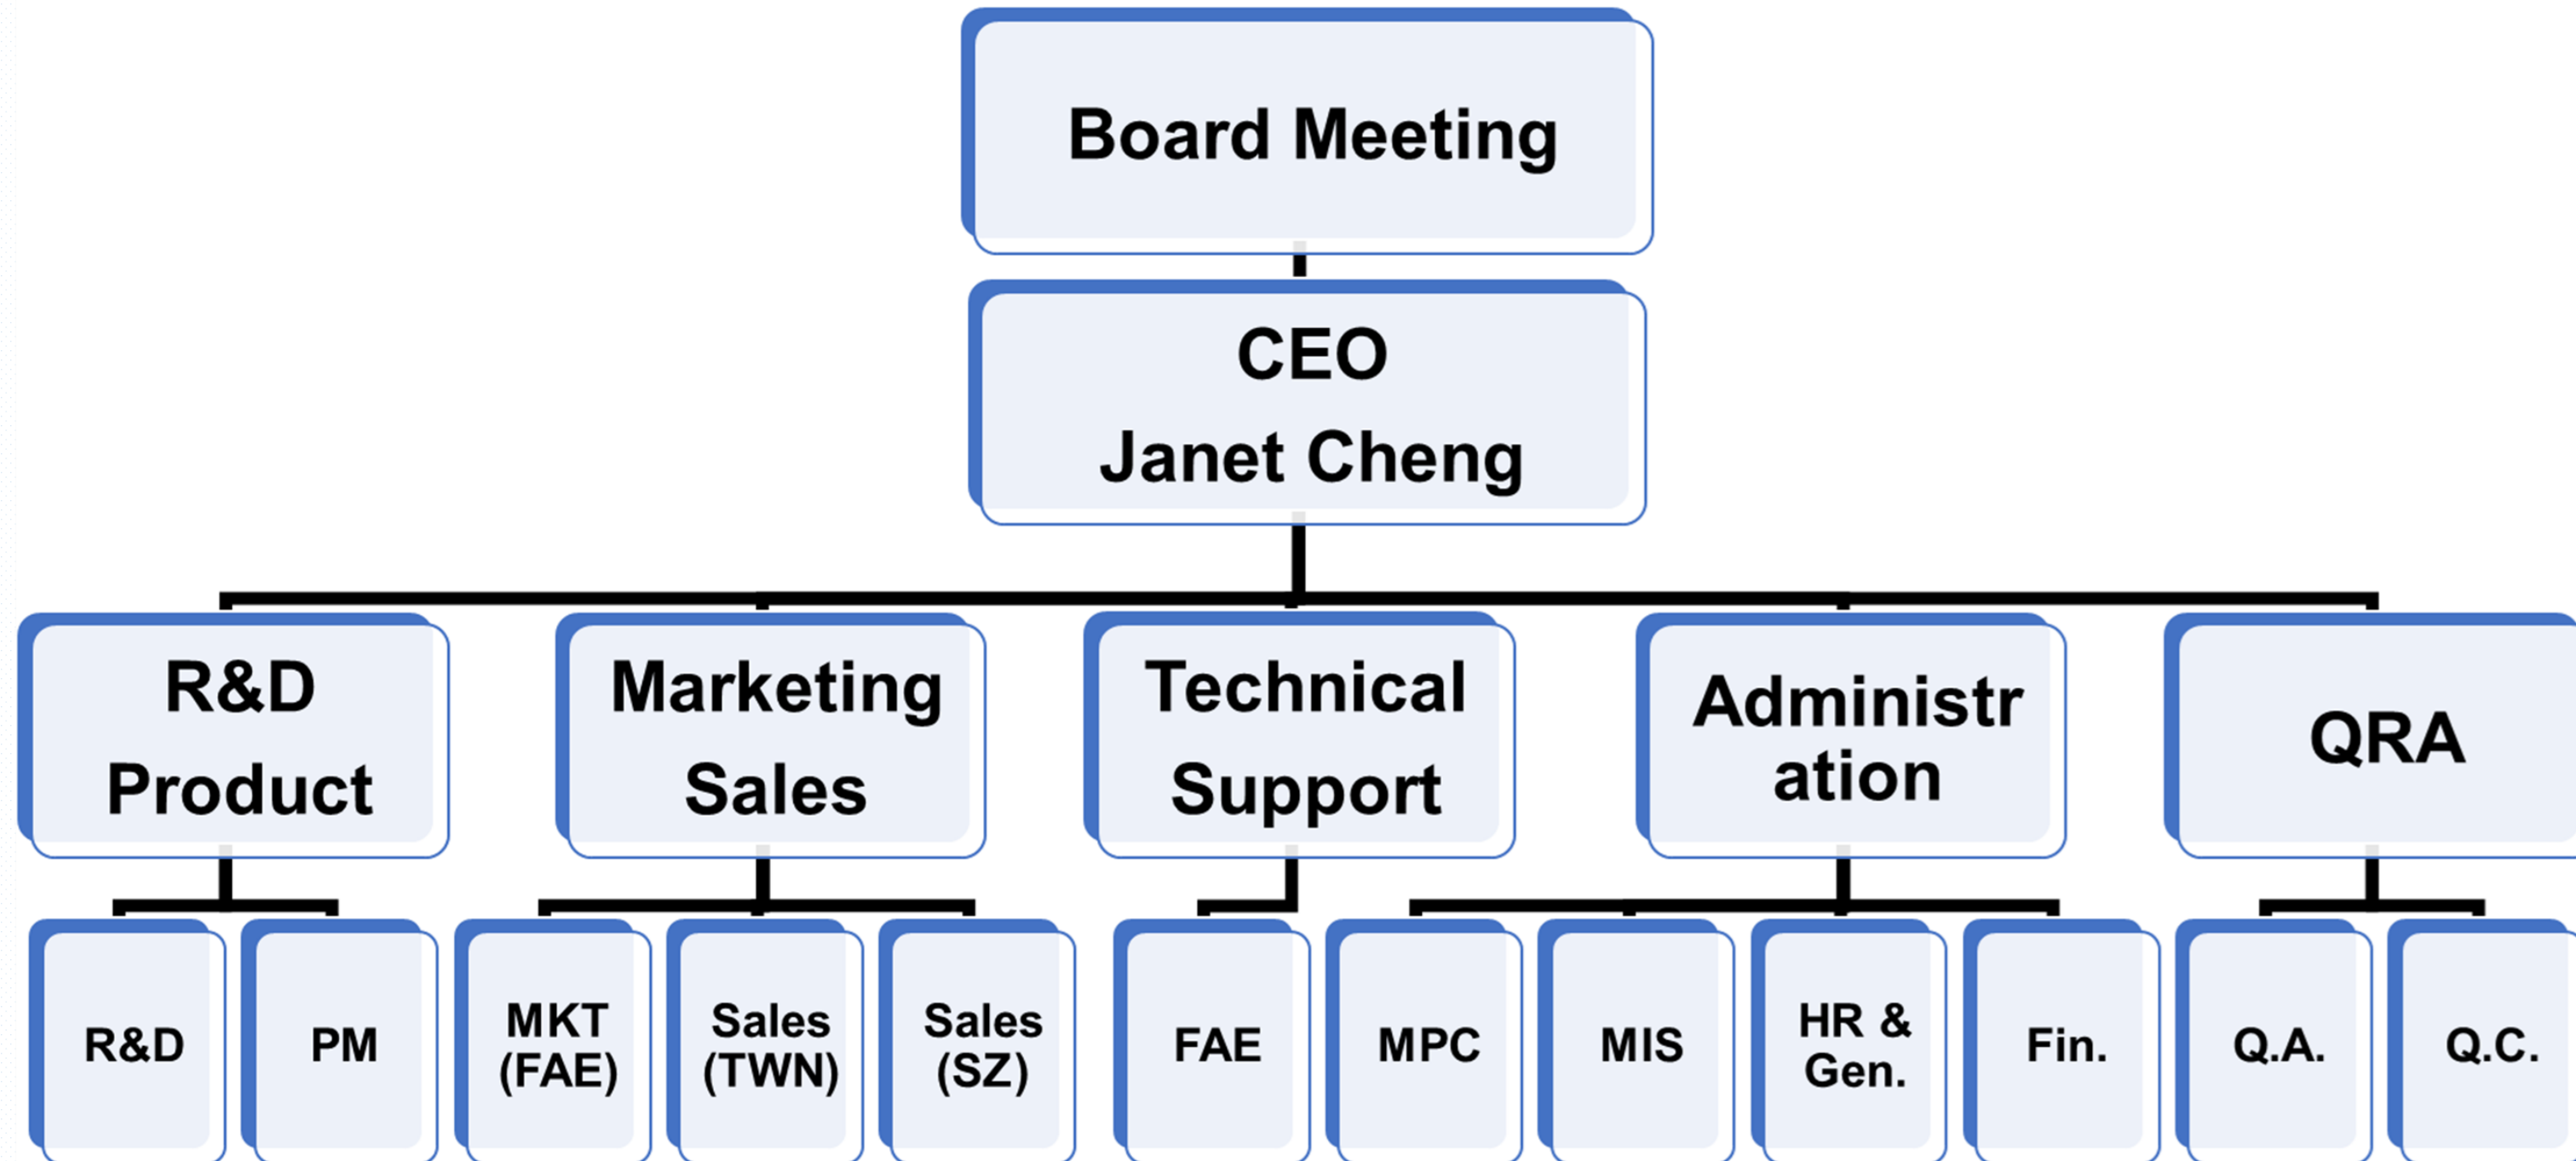 Board Meeting
CEO
Janet Cheng
R&D
Product
Marketing
Sales
Technical
Support
Administr
ation
QRA
R&D
PM
MKT
(FAE)
Sales
(TWN)
Sales
(SZ)
FAE
MPC
MIS
HR &
Gen.
Fin.
Q.A.
Q.C.